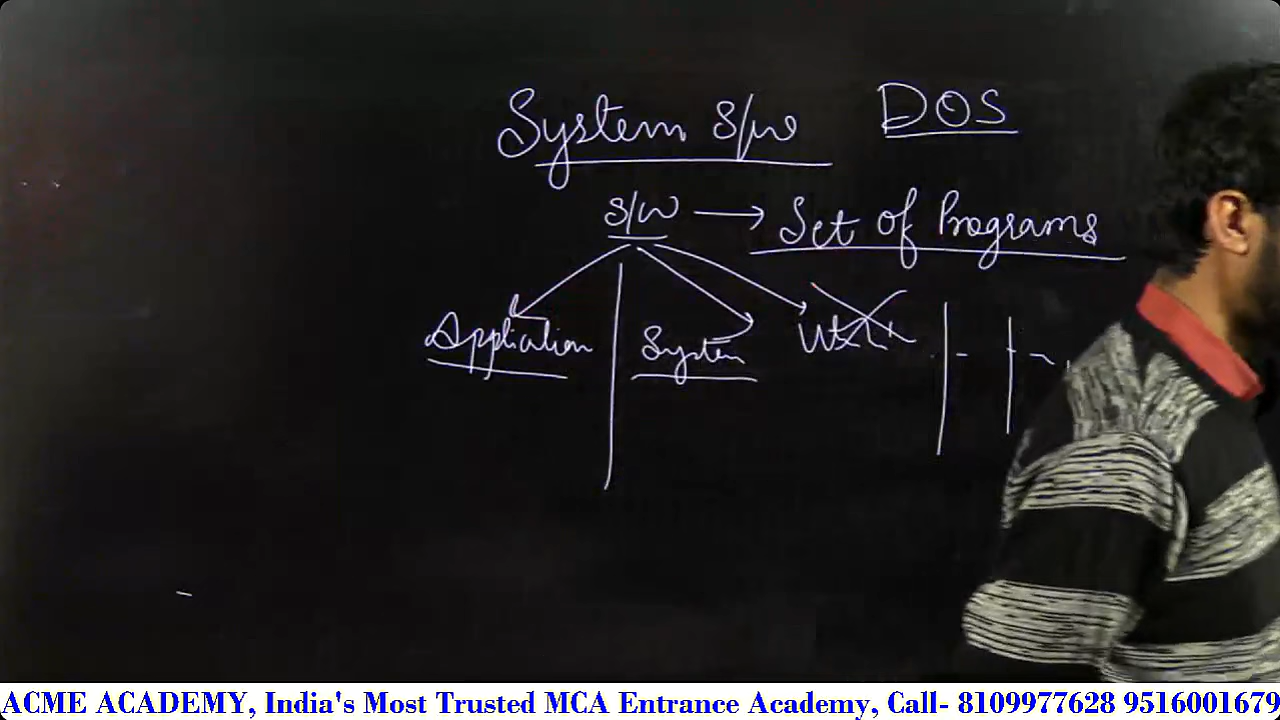 System S/w DOS
S/W → Set of Programs
Application System
ACME ACADEMY, India's Most Trusted MCA Entrance Academy, Call- 8109977628 9516001679